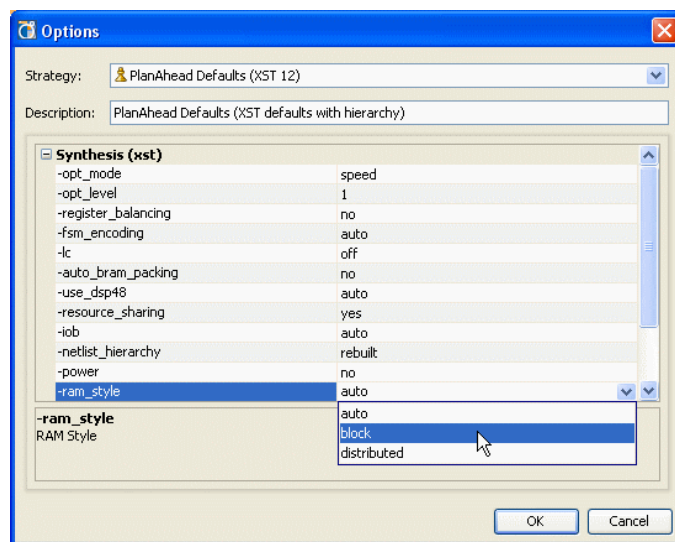 Options
Strategy: PlanAhead Defaults (XST 12)
Description: PlanAhead Defaults (XST defaults with hierarchy)
Synthesis (xst)
-opt_mode speed
-opt_level 1
-register_balancing no
-fsm_encoding auto
-lc off
-auto_bram_packing no
-use_dsp48 auto
-resource_sharing yes
-iob auto
-netlist_hierarchy rebuilt
-power no
-ram_style auto
-ram_style
RAM Style
auto
block
distributed
OK Cancel